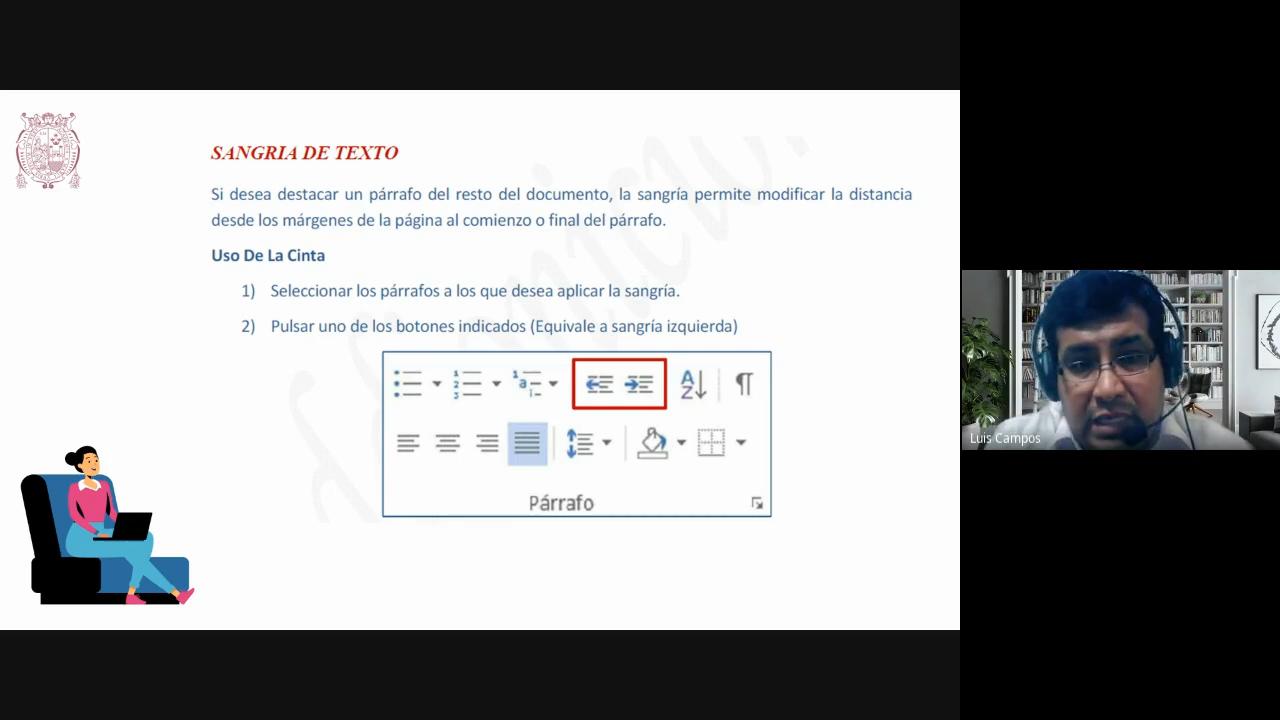 SANGRIA DE TEXTO
Si desea destacar un párrafo del resto del documento, la sangría permite modificar la distancia
desde los márgenes de la página al comienzo o final del párrafo.
Uso De La Cinta
1) Seleccionar los párrafos a los que desea aplicar la sangría.
2) Pulsar uno de los botones indicados (Equivale a sangría izquierda)
Párrafo
Luis Campos